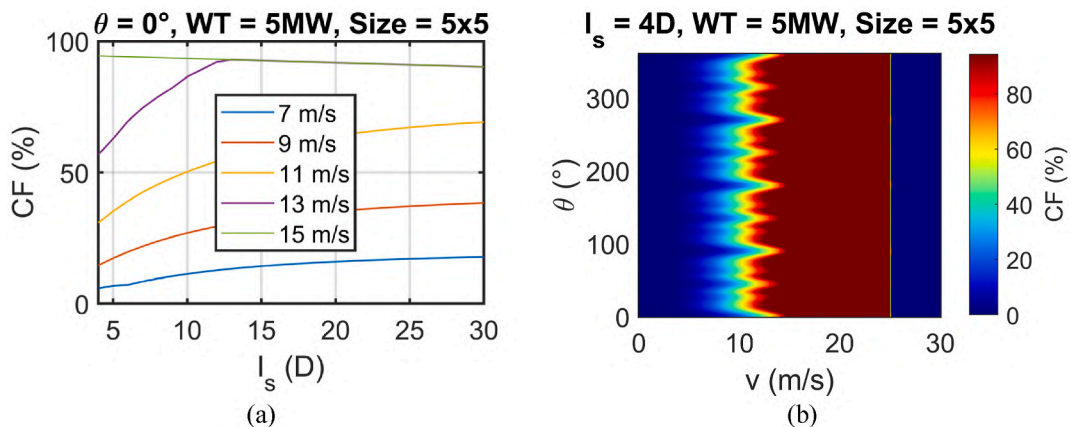 θ = 0°, WT = 5MW, Size = 5x5
100
50
0
CF (%)
7 m/s
9 m/s
11 m/s
13 m/s
15 m/s
5 10 15 20 25 30
l_s (D)
(a)
l_s = 4D, WT = 5MW, Size = 5x5
300
200
100
0
θ (°)
0 10 20 30
v (m/s)
80
60
40
20
0
CF (%)
(b)